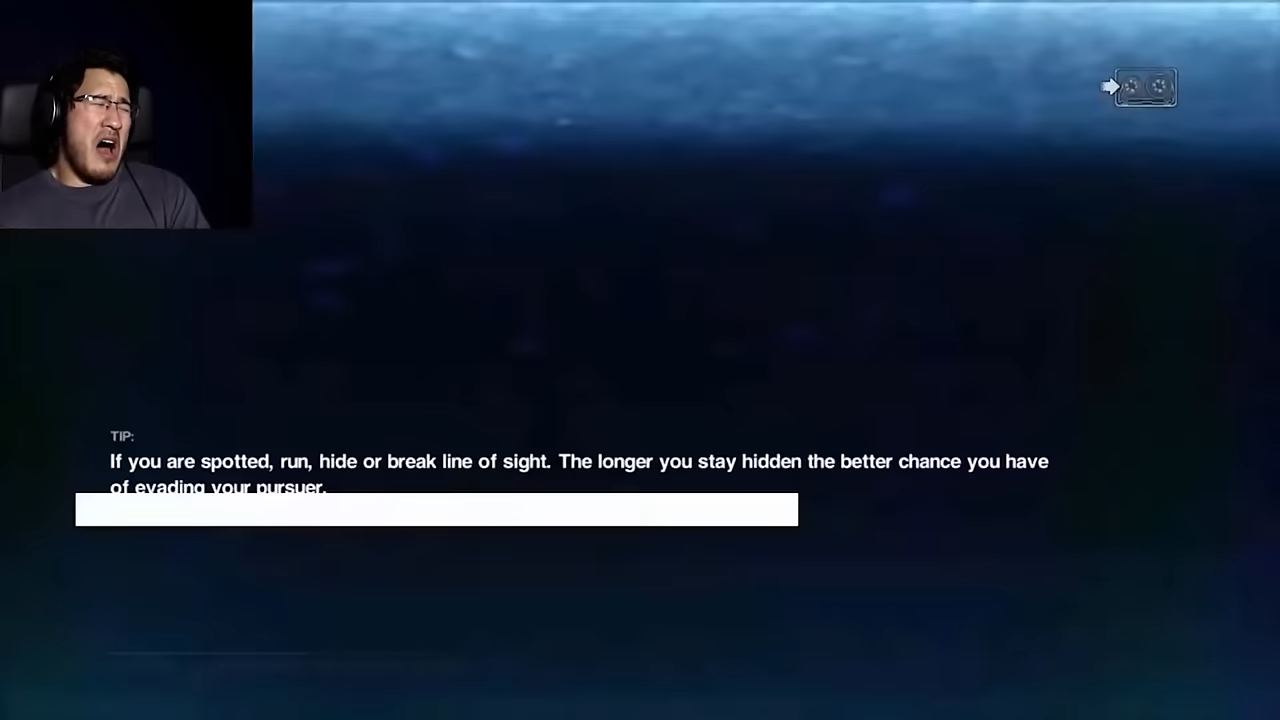 TIP:
If you are spotted, run, hide or break line of sight. The longer you stay hidden the better chance you have
of evading your pursuer.